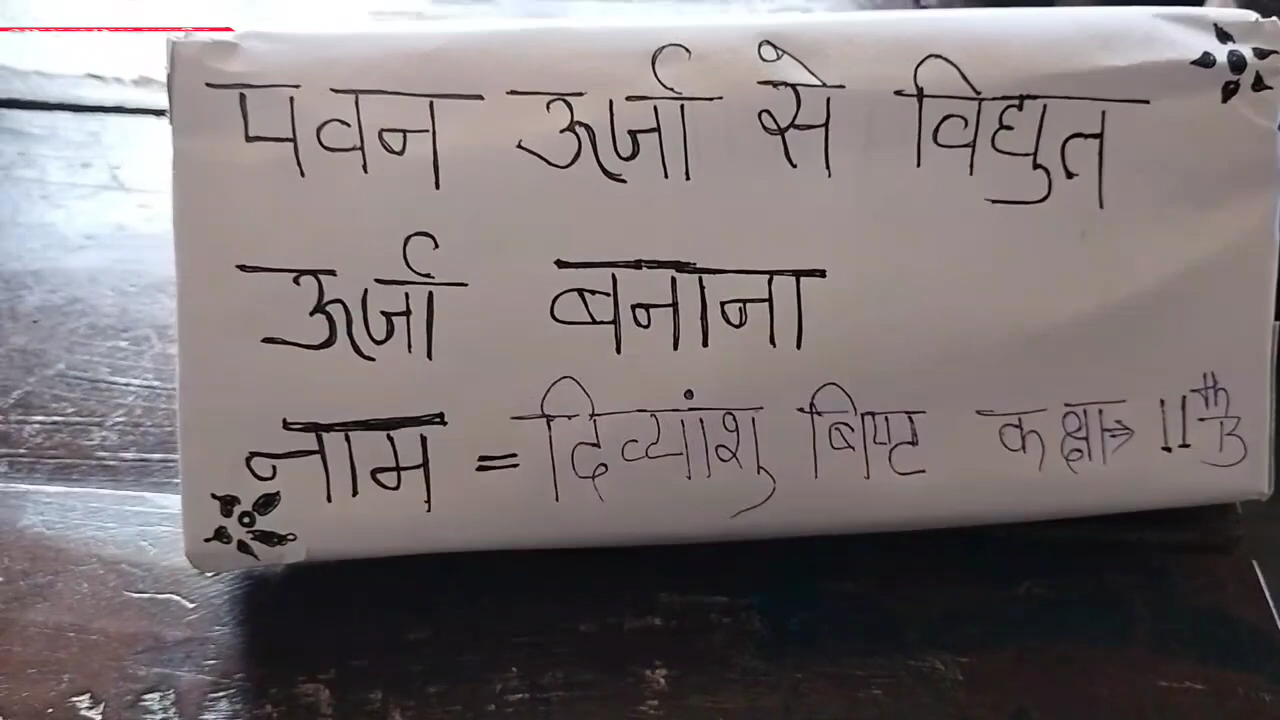 पवन ऊर्जा से विद्युत
ऊर्जा बनाना
नाम = दिव्यांशु बिष्ट कक्षा⇒ 11th B